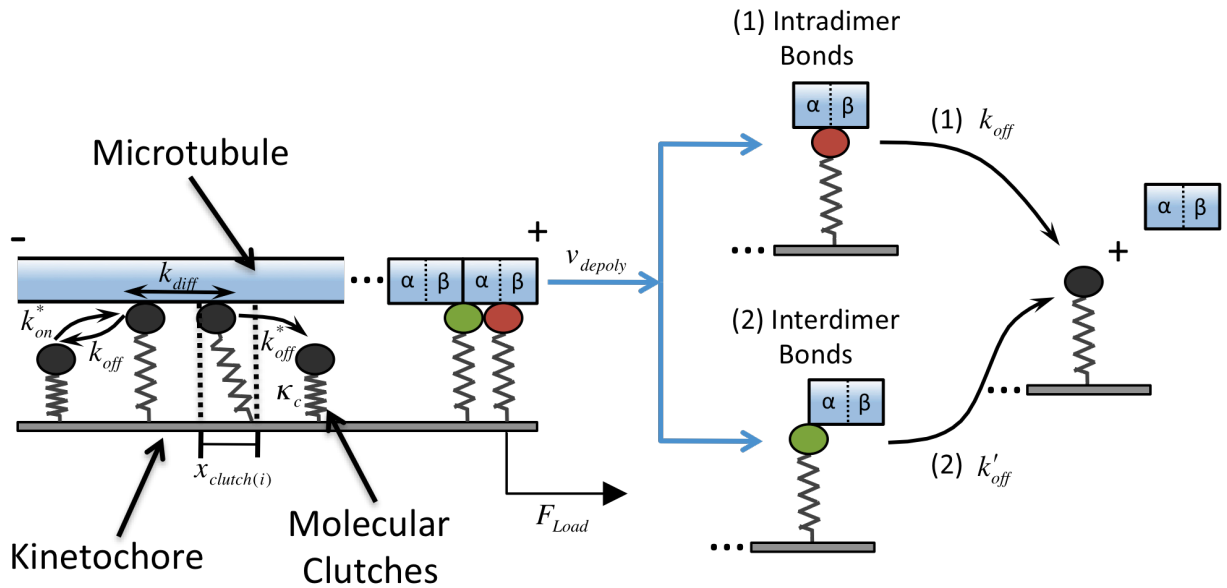 (1) Intradimer
Bonds
α β
(1) k_off
Microtubule
α β
- +
+
v_depoly
k_diff
... α β α β
...
k*_on
k_off
k*_off
(2) Interdimer
Bonds
κ_c
...
α β
(2) k'_off
x_clutch(i)
F_Load
Molecular
Clutches
Kinetochore
...